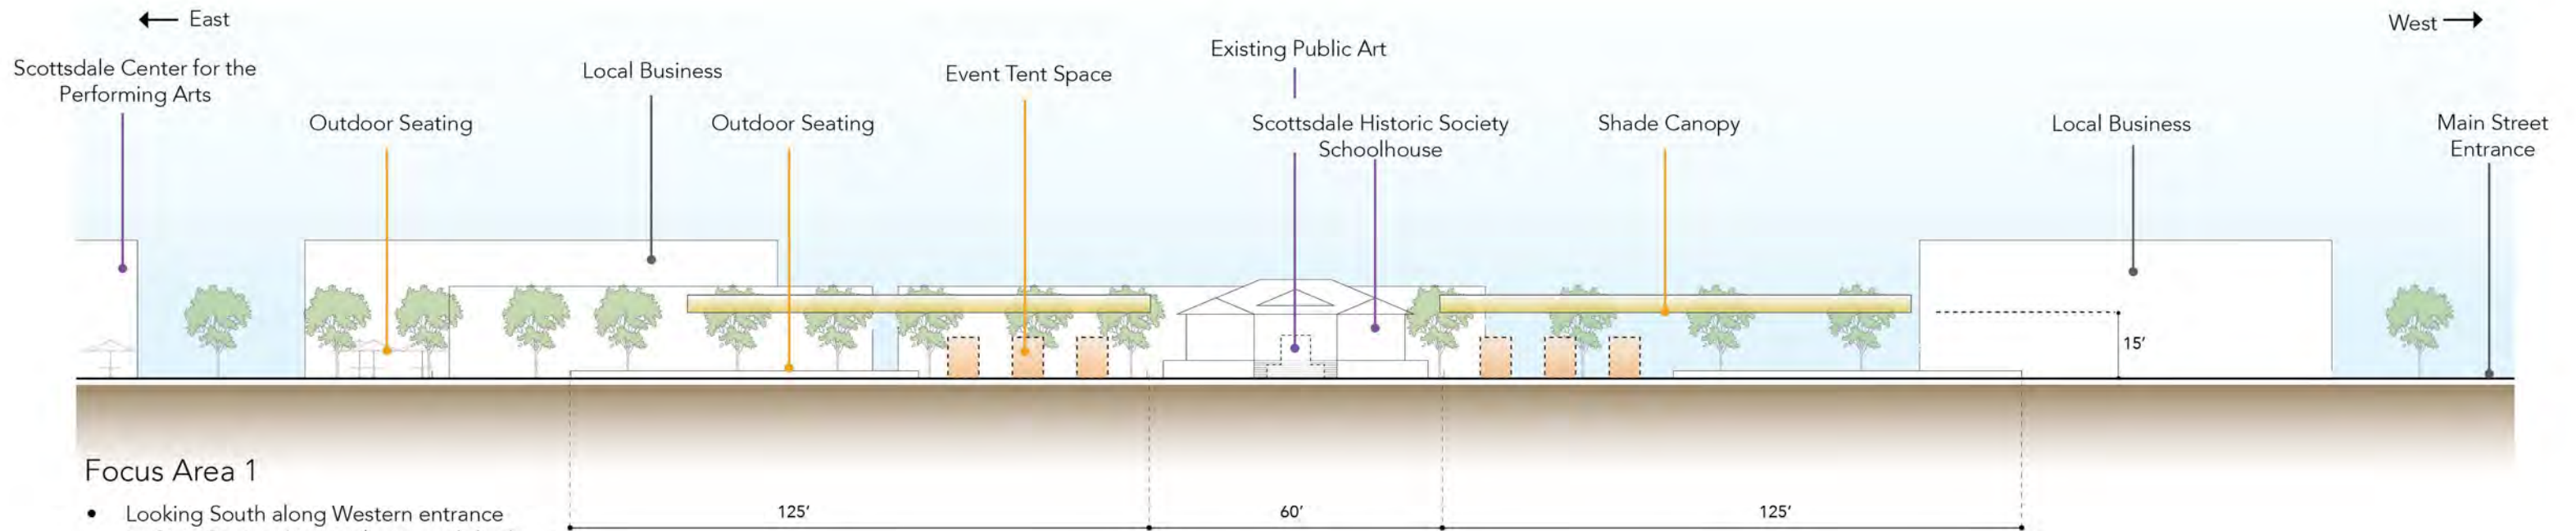 East
West
Existing Public Art
Scottsdale Center for the
Performing Arts
Local Business
Event Tent Space
Outdoor Seating
Outdoor Seating
Scottsdale Historic Society
Schoolhouse
Shade Canopy
Local Business
Main Street
Entrance
15'
Focus Area 1
• Looking South along Western entrance
125'
60'
125'